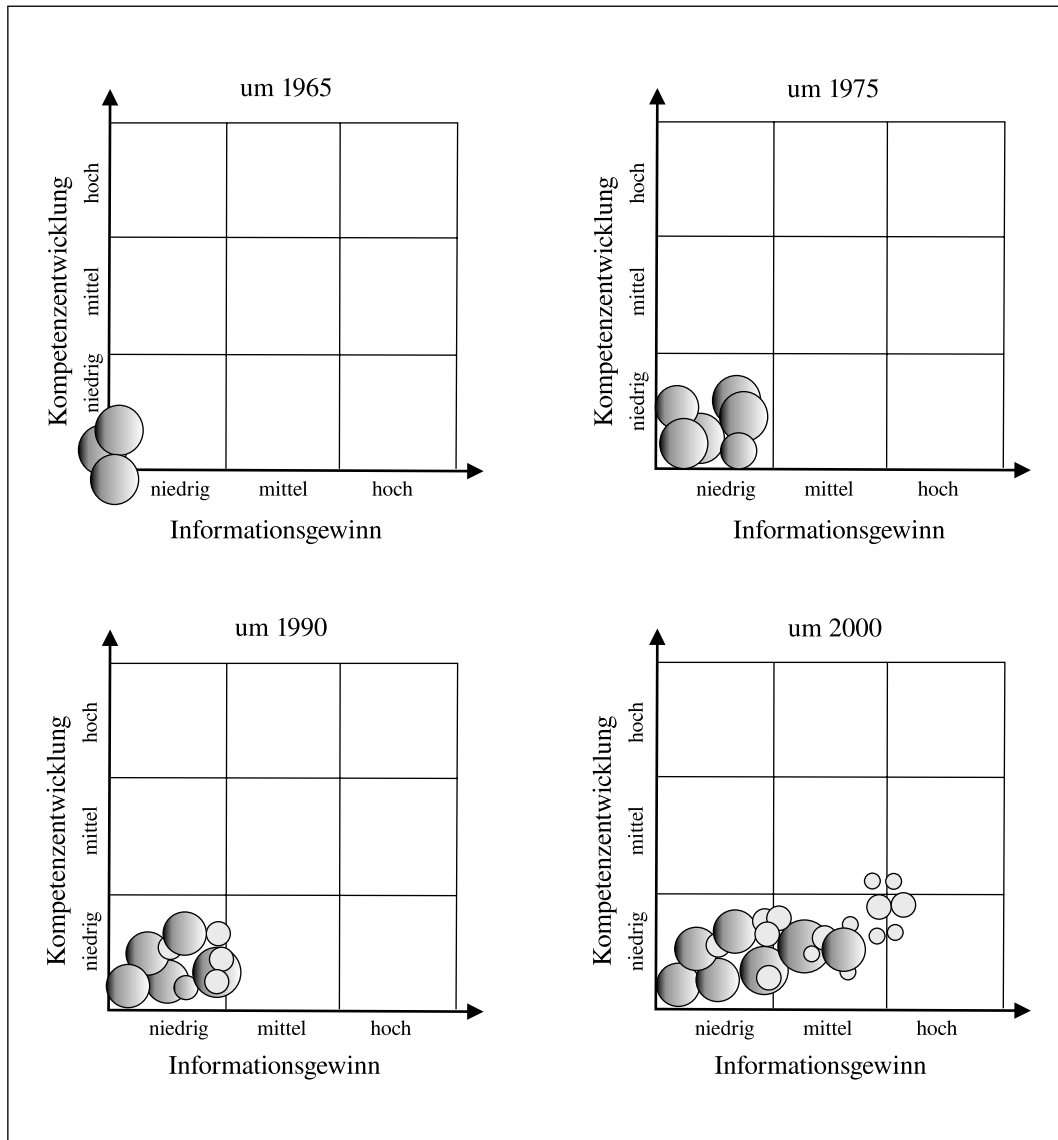 um 1965
Kompetenzentwicklung
hoch
mittel
niedrig
niedrig mittel hoch
Informationsgewinn
um 1975
Kompetenzentwicklung
hoch
mittel
niedrig
niedrig mittel hoch
Informationsgewinn
um 1990
Kompetenzentwicklung
hoch
mittel
niedrig
niedrig mittel hoch
Informationsgewinn
um 2000
Kompetenzentwicklung
hoch
mittel
niedrig
niedrig mittel hoch
Informationsgewinn